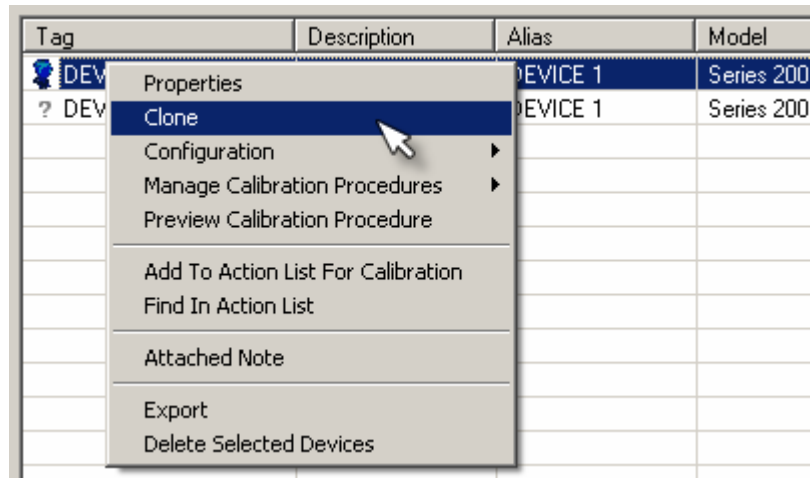 Tag Description Alias Model
DEV DEVICE 1 Series 200
? DEV DEVICE 1 Series 200
Properties
Clone
Configuration
Manage Calibration Procedures
Preview Calibration Procedure
Add To Action List For Calibration
Find In Action List
Attached Note
Export
Delete Selected Devices